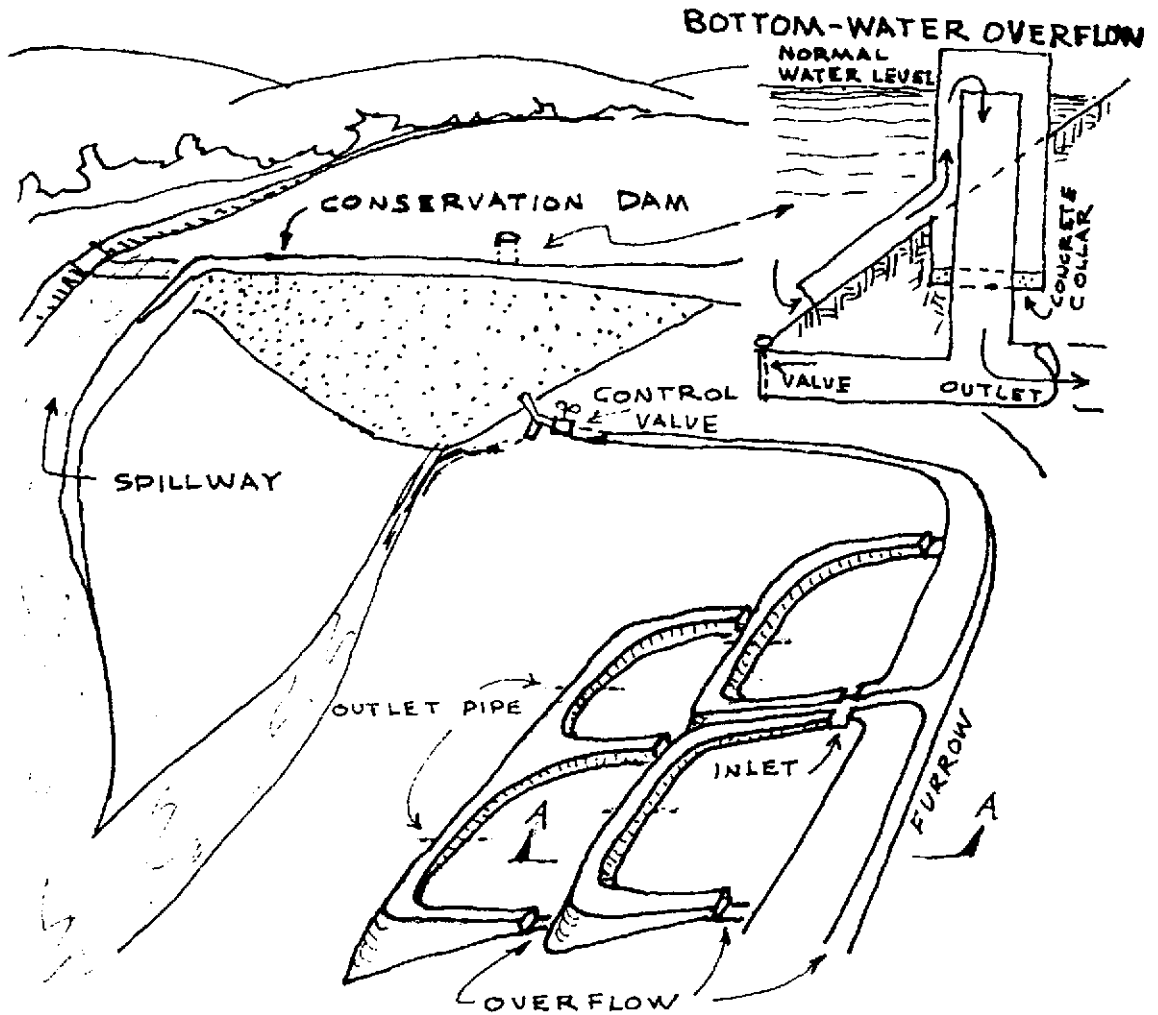 BOTTOM-WATER OVERFLOW
NORMAL
WATER LEVEL
CONSERVATION DAM
CONCRETE
COLLAR
VALVE
OUTLET
CONTROL
VALVE
SPILLWAY
OUTLET PIPE
INLET
FURROW
A
A
OVERFLOW